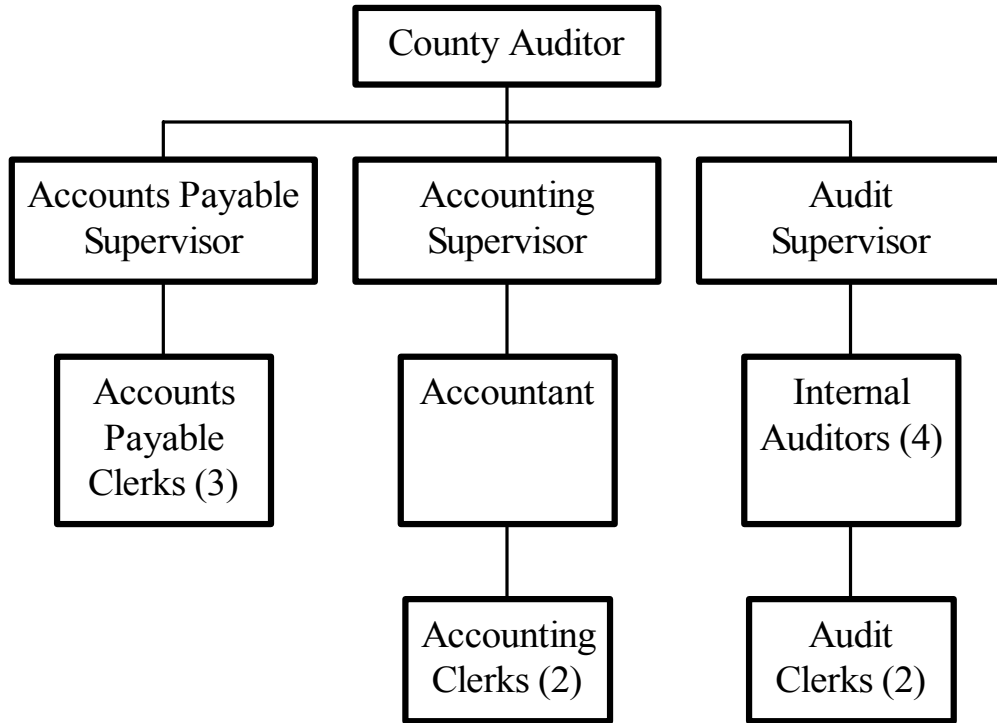 County Auditor
Accounts Payable
Supervisor
Accounting
Supervisor
Audit
Supervisor
Accounts
Payable
Clerks (3)
Accountant
Internal
Auditors (4)
Accounting
Clerks (2)
Audit
Clerks (2)